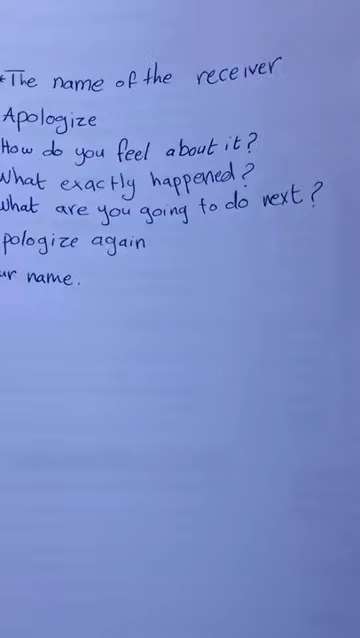 *The name of the receiver
Apologize
How do you feel about it?
What exactly happened?
What are you going to do next?
pologize again
ur name.